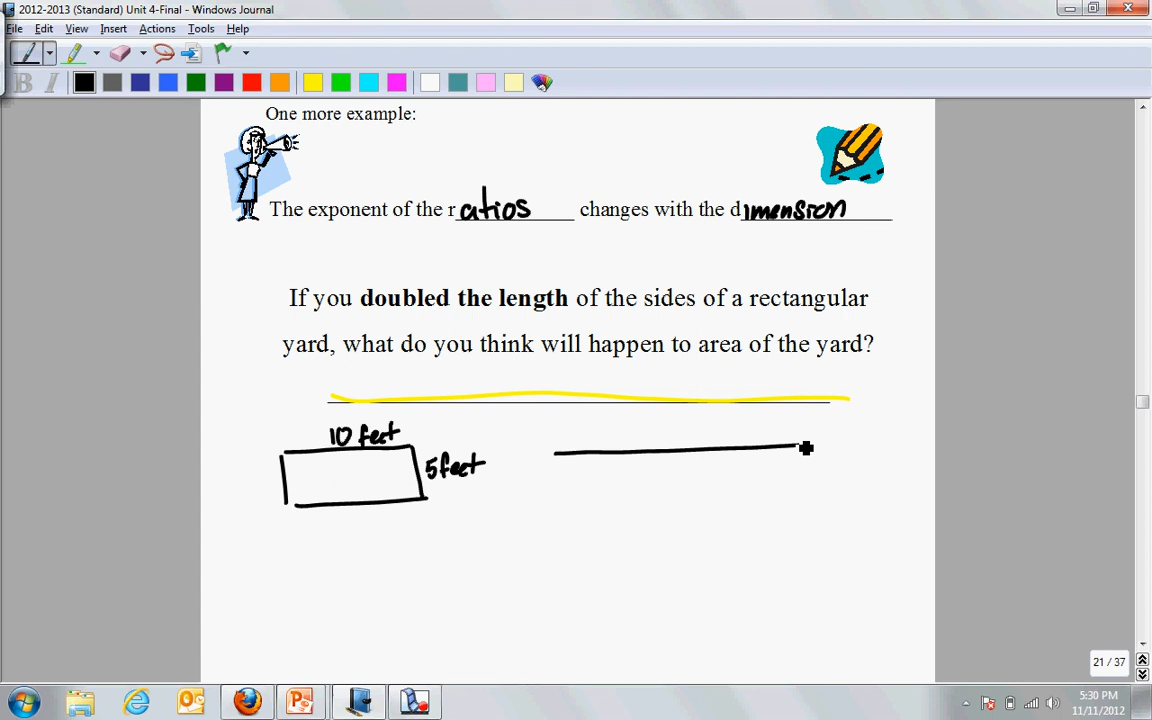 2012-2013 (Standard) Unit 4-Final - Windows Journal
File Edit View Insert Actions Tools Help
B I
One more example:
The exponent of the ratios changes with the dimension
If you doubled the length of the sides of a rectangular
yard, what do you think will happen to area of the yard?
10 feet
5 feet
21 / 37
5:30 PM
11/11/2012